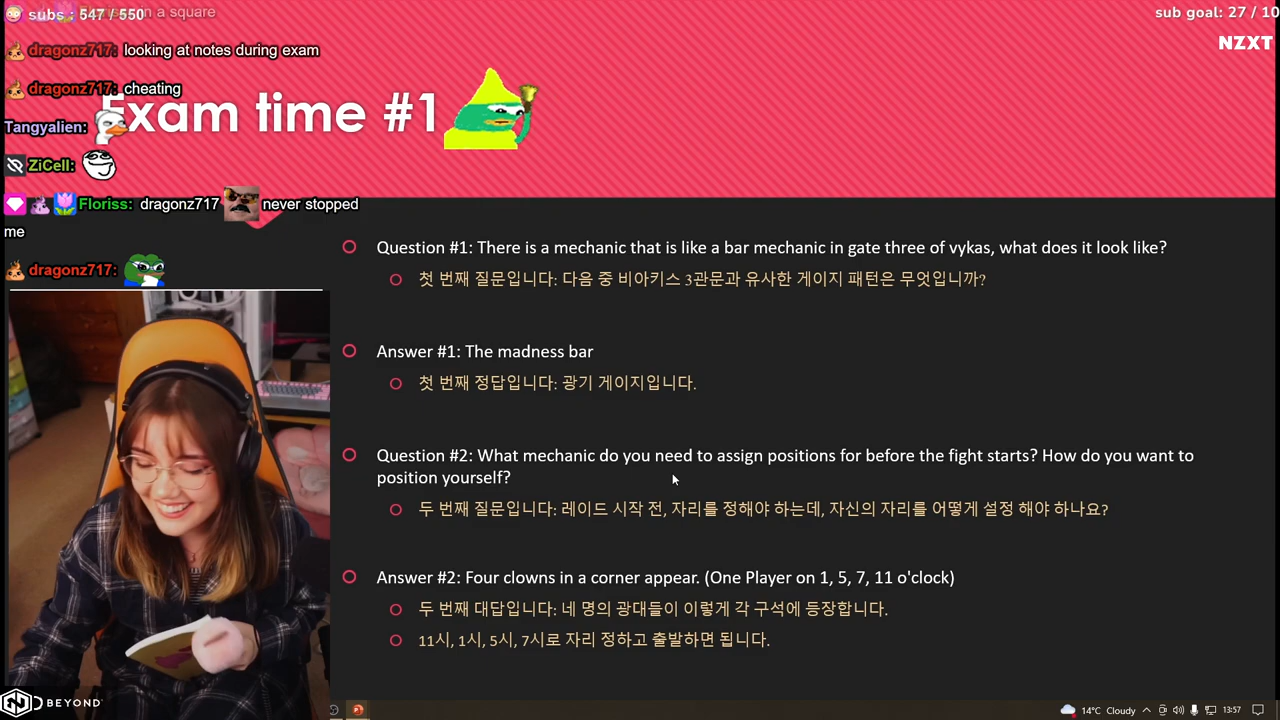 subs : 547 / 550
in a square
sub goal: 27 / 10
NZXT
dragonz717: looking at notes during exam
dragonz717: cheating
Exam time #1
Tangyalien:
ZiCell:
Floriss: dragonz717 never stopped
me
dragonz717:
Question #1: There is a mechanic that is like a bar mechanic in gate three of vykas, what does it look like?
첫 번째 질문입니다: 다음 중 비아키스 3관문과 유사한 게이지 패턴은 무엇입니까?
Answer #1: The madness bar
첫 번째 정답입니다: 광기 게이지입니다.
Question #2: What mechanic do you need to assign positions for before the fight starts? How do you want to
position yourself?
두 번째 질문입니다: 레이드 시작 전, 자리를 정해야 하는데, 자신의 자리를 어떻게 설정 해야 하나요?
Answer #2: Four clowns in a corner appear. (One Player on 1, 5, 7, 11 o'clock)
두 번째 대답입니다: 네 명의 광대들이 이렇게 각 구석에 등장합니다.
11시, 1시, 5시, 7시로 자리 정하고 출발하면 됩니다.
BEYOND
14°C Cloudy
13:57